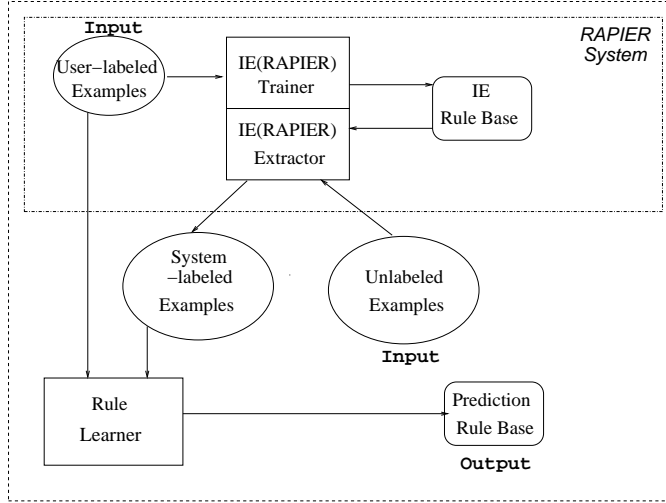 Input
RAPIER
System
User–labeled
Examples
IE(RAPIER)
Trainer
IE
Rule Base
IE(RAPIER)
Extractor
System
–labeled
Examples
Unlabeled
Examples
Input
Rule
Learner
Prediction
Rule Base
Output